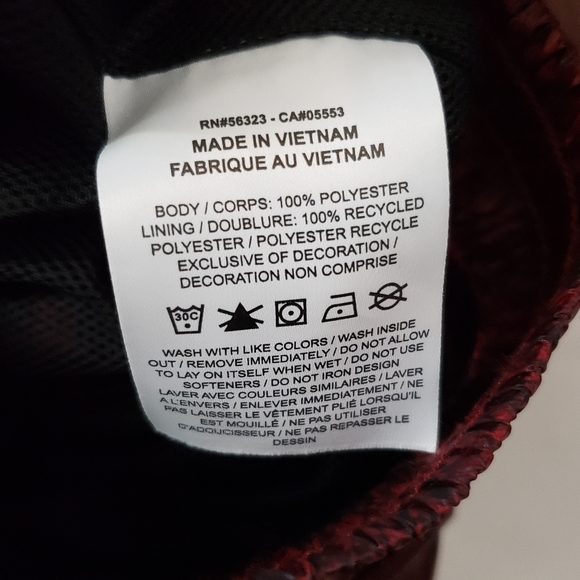 RN#56323 - CA#05553
MADE IN VIETNAM
FABRIQUE AU VIETNAM
BODY / CORPS: 100% POLYESTER
LINING / DOUBLURE: 100% RECYCLED
POLYESTER / POLYESTER RECYCLE
EXCLUSIVE OF DECORATION /
DECORATION NON COMPRISE
30C
WASH WITH LIKE COLORS / WASH INSIDE
OUT / REMOVE IMMEDIATELY / DO NOT ALLOW
TO LAY ON ITSELF WHEN WET / DO NOT USE
SOFTENERS / DO NOT IRON DESIGN
LAVER AVEC COULEURS SIMILAIRES / LAVER
A L'ENVERS / ENLEVER IMMEDIATEMENT / NE
PAS LAISSER LE VÊTEMENT PLIÉ LORSQU'IL
EST MOUILLÉ / NE PAS UTILISER
D'ADOUCISSEUR / NE PAS REPASSER LE
DESSIN